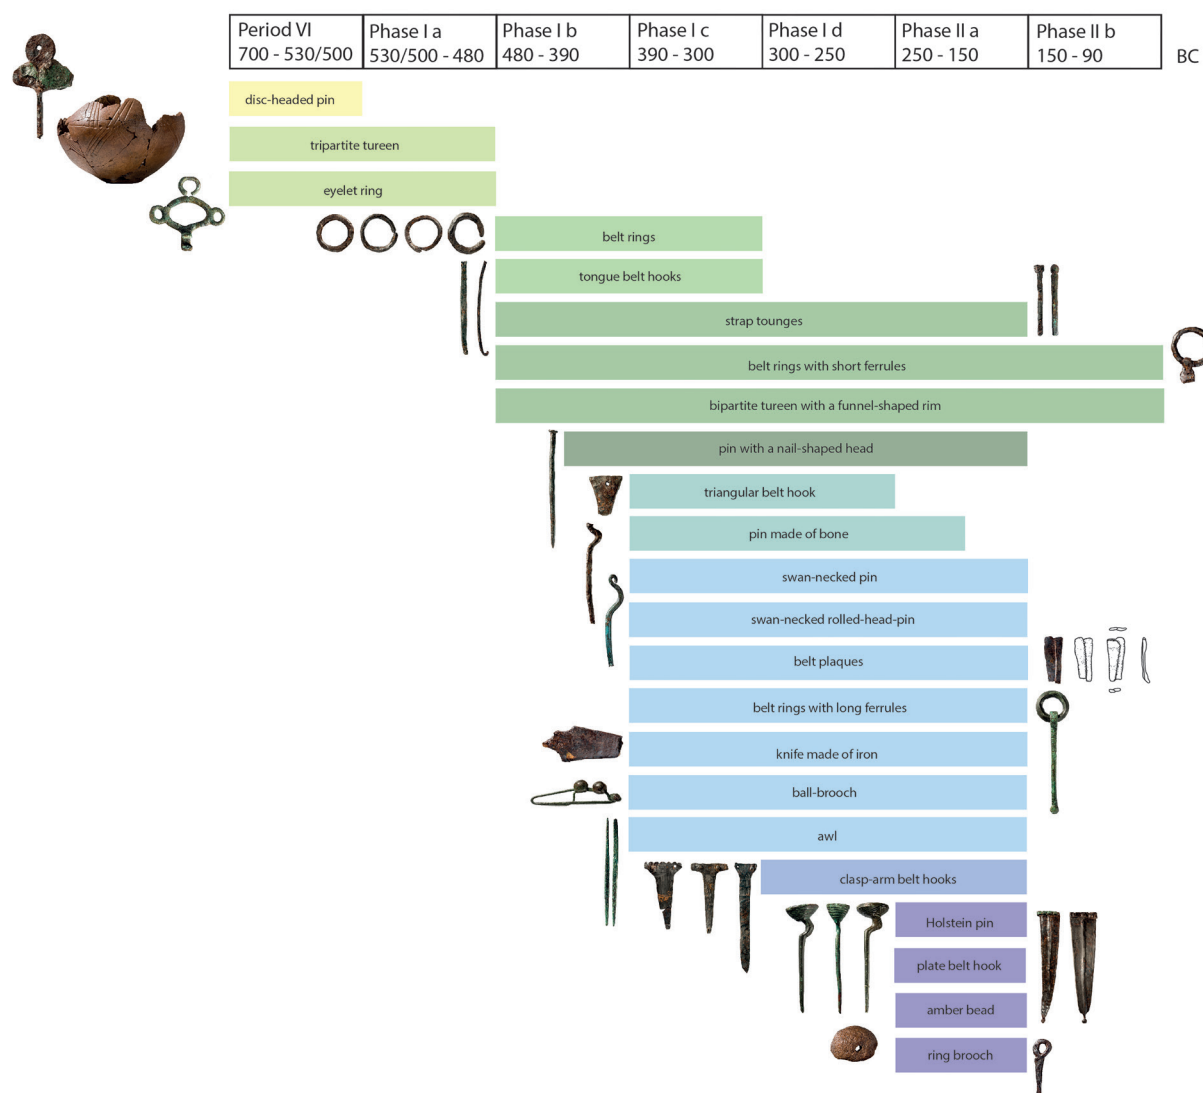 Period VI
700 - 530/500
Phase I a
530/500 - 480
Phase I b
480 - 390
Phase I c
390 - 300
Phase I d
300 - 250
Phase II a
250 - 150
Phase II b
150 - 90
BC
disc-headed pin
tripartite tureen
eyelet ring
belt rings
tongue belt hooks
strap tounges
belt rings with short ferrules
bipartite tureen with a funnel-shaped rim
pin with a nail-shaped head
triangular belt hook
pin made of bone
swan-necked pin
swan-necked rolled-head-pin
belt plaques
belt rings with long ferrules
knife made of iron
ball-brooch
awl
clasp-arm belt hooks
Holstein pin
plate belt hook
amber bead
ring brooch